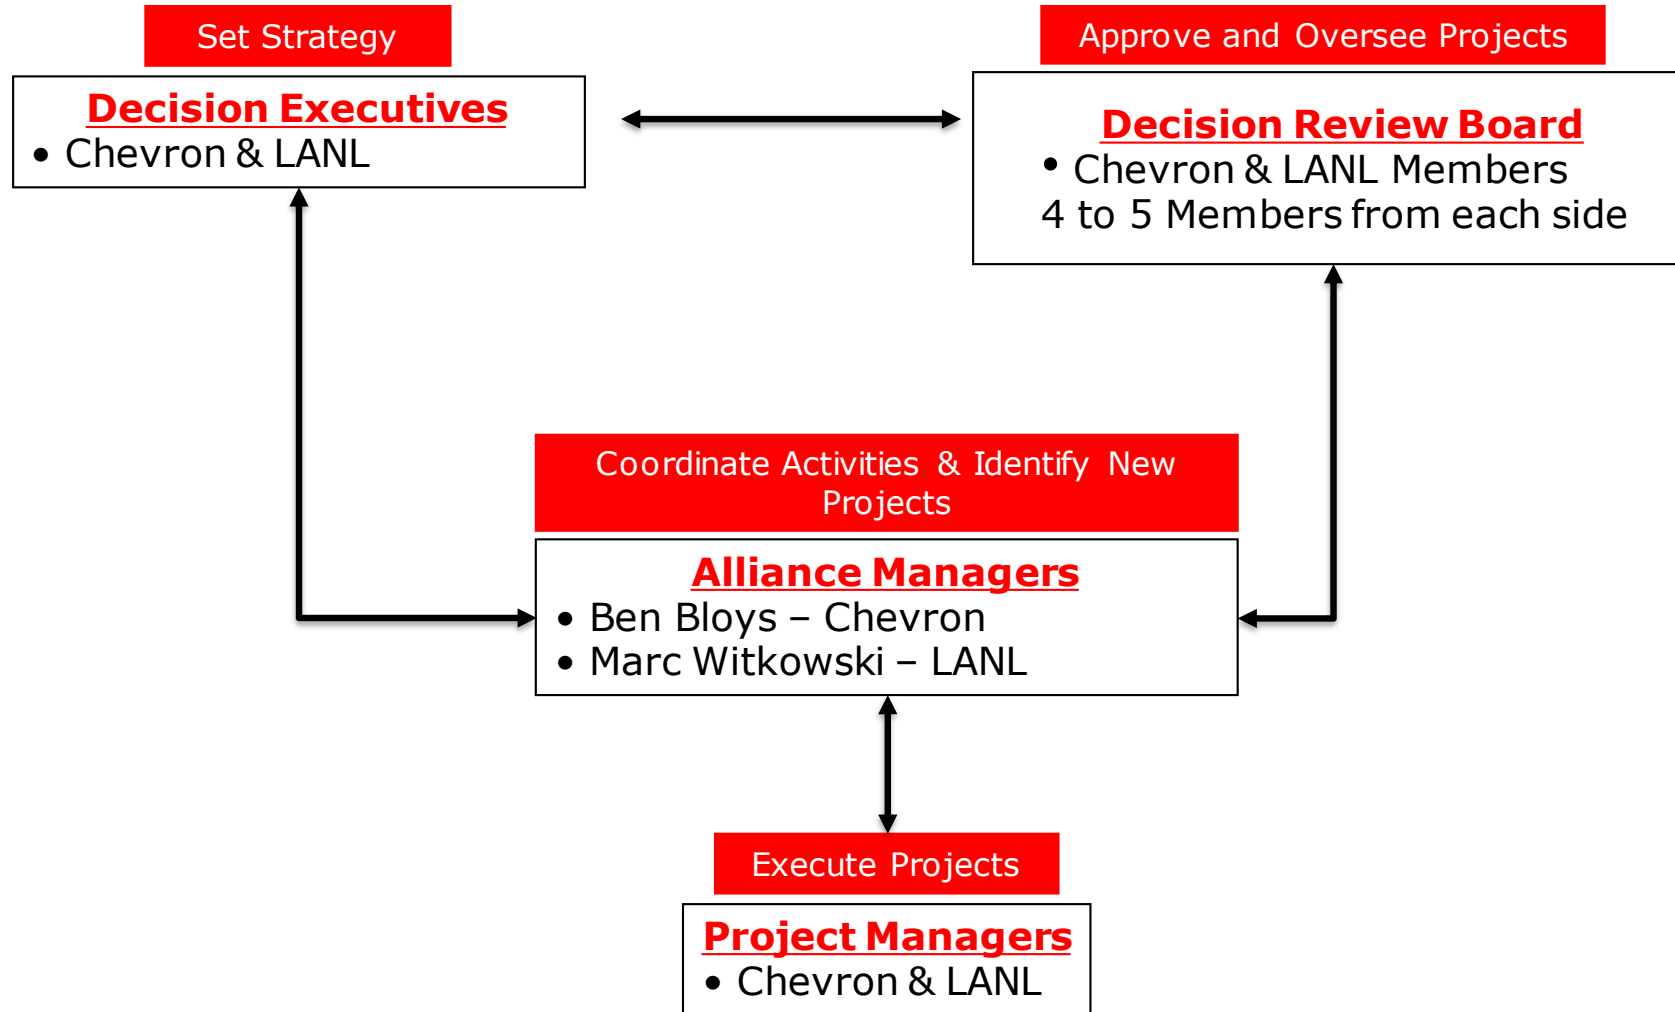 Set Strategy
Decision Executives
• Chevron & LANL
Approve and Oversee Projects
Decision Review Board
• Chevron & LANL Members
4 to 5 Members from each side
Coordinate Activities & Identify New
Projects
Alliance Managers
• Ben Bloys – Chevron
• Marc Witkowski – LANL
Execute Projects
Project Managers
• Chevron & LANL